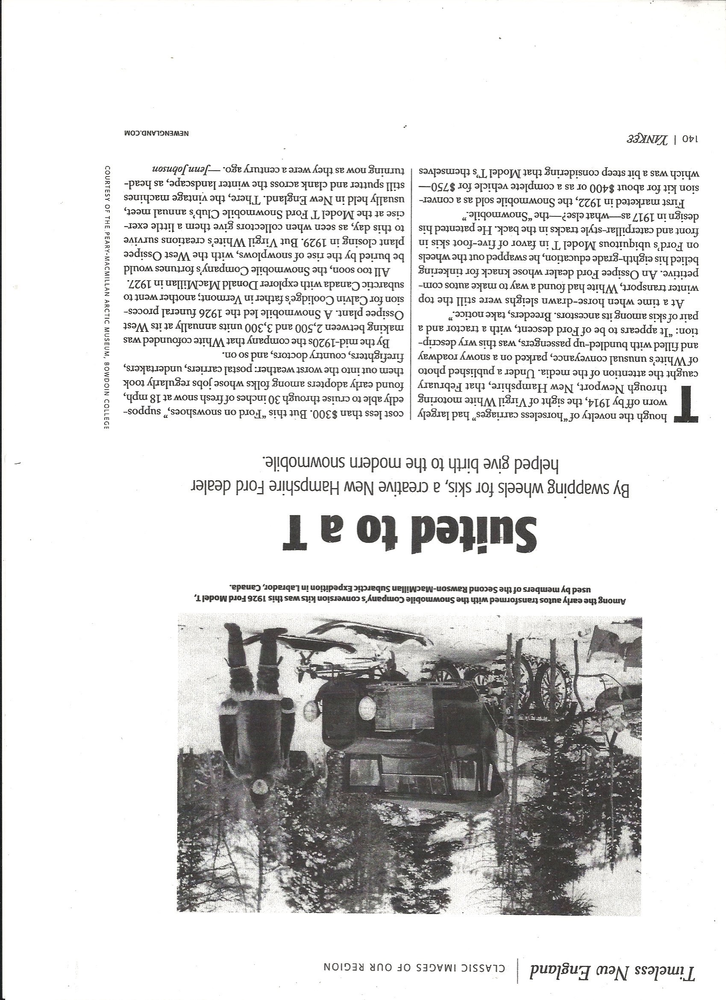 Timeless New England | CLASSIC IMAGES OF OUR REGION
Among the early autos transformed with the Snowmobile Company's conversion kits was this 1926 Ford Model T,
used by members of the Second Rawson-MacMillan Subarctic Expedition in Labrador, Canada.
Suited to a T
By swapping wheels for skis, a creative New Hampshire Ford dealer
helped give birth to the modern snowmobile.
Though the novelty of "horseless carriages" had largely
worn off by 1914, the sight of Virgil White motoring
through Newport, New Hampshire, that February
caught the attention of the media. Under a published photo
of White's unusual conveyance, parked on a snowy roadway
and filled with bundled-up passengers, was this wry descrip-
tion: "It appears to be of Ford descent, with a tractor and a
pair of skis among its ancestors. Breeders, take notice."
At a time when horse-drawn sleighs were still the top
winter transport, White had found a way to make autos com-
petitive. An Ossipee Ford dealer whose knack for tinkering
belied his eighth-grade education, he swapped out the wheels
on Ford's ubiquitous Model T in favor of five-foot skis in
front and caterpillar-style tracks in the back. He patented his
design in 1917 as—what else?—the "Snowmobile."
First marketed in 1922, the Snowmobile sold as a conver-
sion kit for about $400 or as a complete vehicle for $750—
which was a bit steep considering that Model T's themselves
cost less than $300. But this "Ford on snowshoes," suppos-
edly able to cruise through 30 inches of fresh snow at 18 mph,
found early adopters among folks whose jobs regularly took
them out into the worst weather: postal carriers, undertakers,
firefighters, country doctors, and so on.
By the mid-1920s the company that White cofounded was
making between 2,500 and 3,300 units annually at its West
Ossipee plant. A Snowmobile led the 1926 funeral proces-
sion for Calvin Coolidge's father in Vermont; another went to
subarctic Canada with explorer Donald MacMillan in 1927.
All too soon, the Snowmobile Company's fortunes would
be buried by the rise of snowplows, with the West Ossipee
plant closing in 1929. But Virgil White's creations survive
to this day, as seen when collectors give them a little exer-
cise at the Model T Ford Snowmobile Club's annual meet,
usually held in New England. There, the vintage machines
still sputter and clank across the winter landscape, as head-
turning now as they were a century ago. —Jenn Johnson
COURTESY OF THE PEARY-MACMILLAN ARCTIC MUSEUM, BOWDOIN COLLEGE
140 | YANKEE
NEWENGLAND.COM